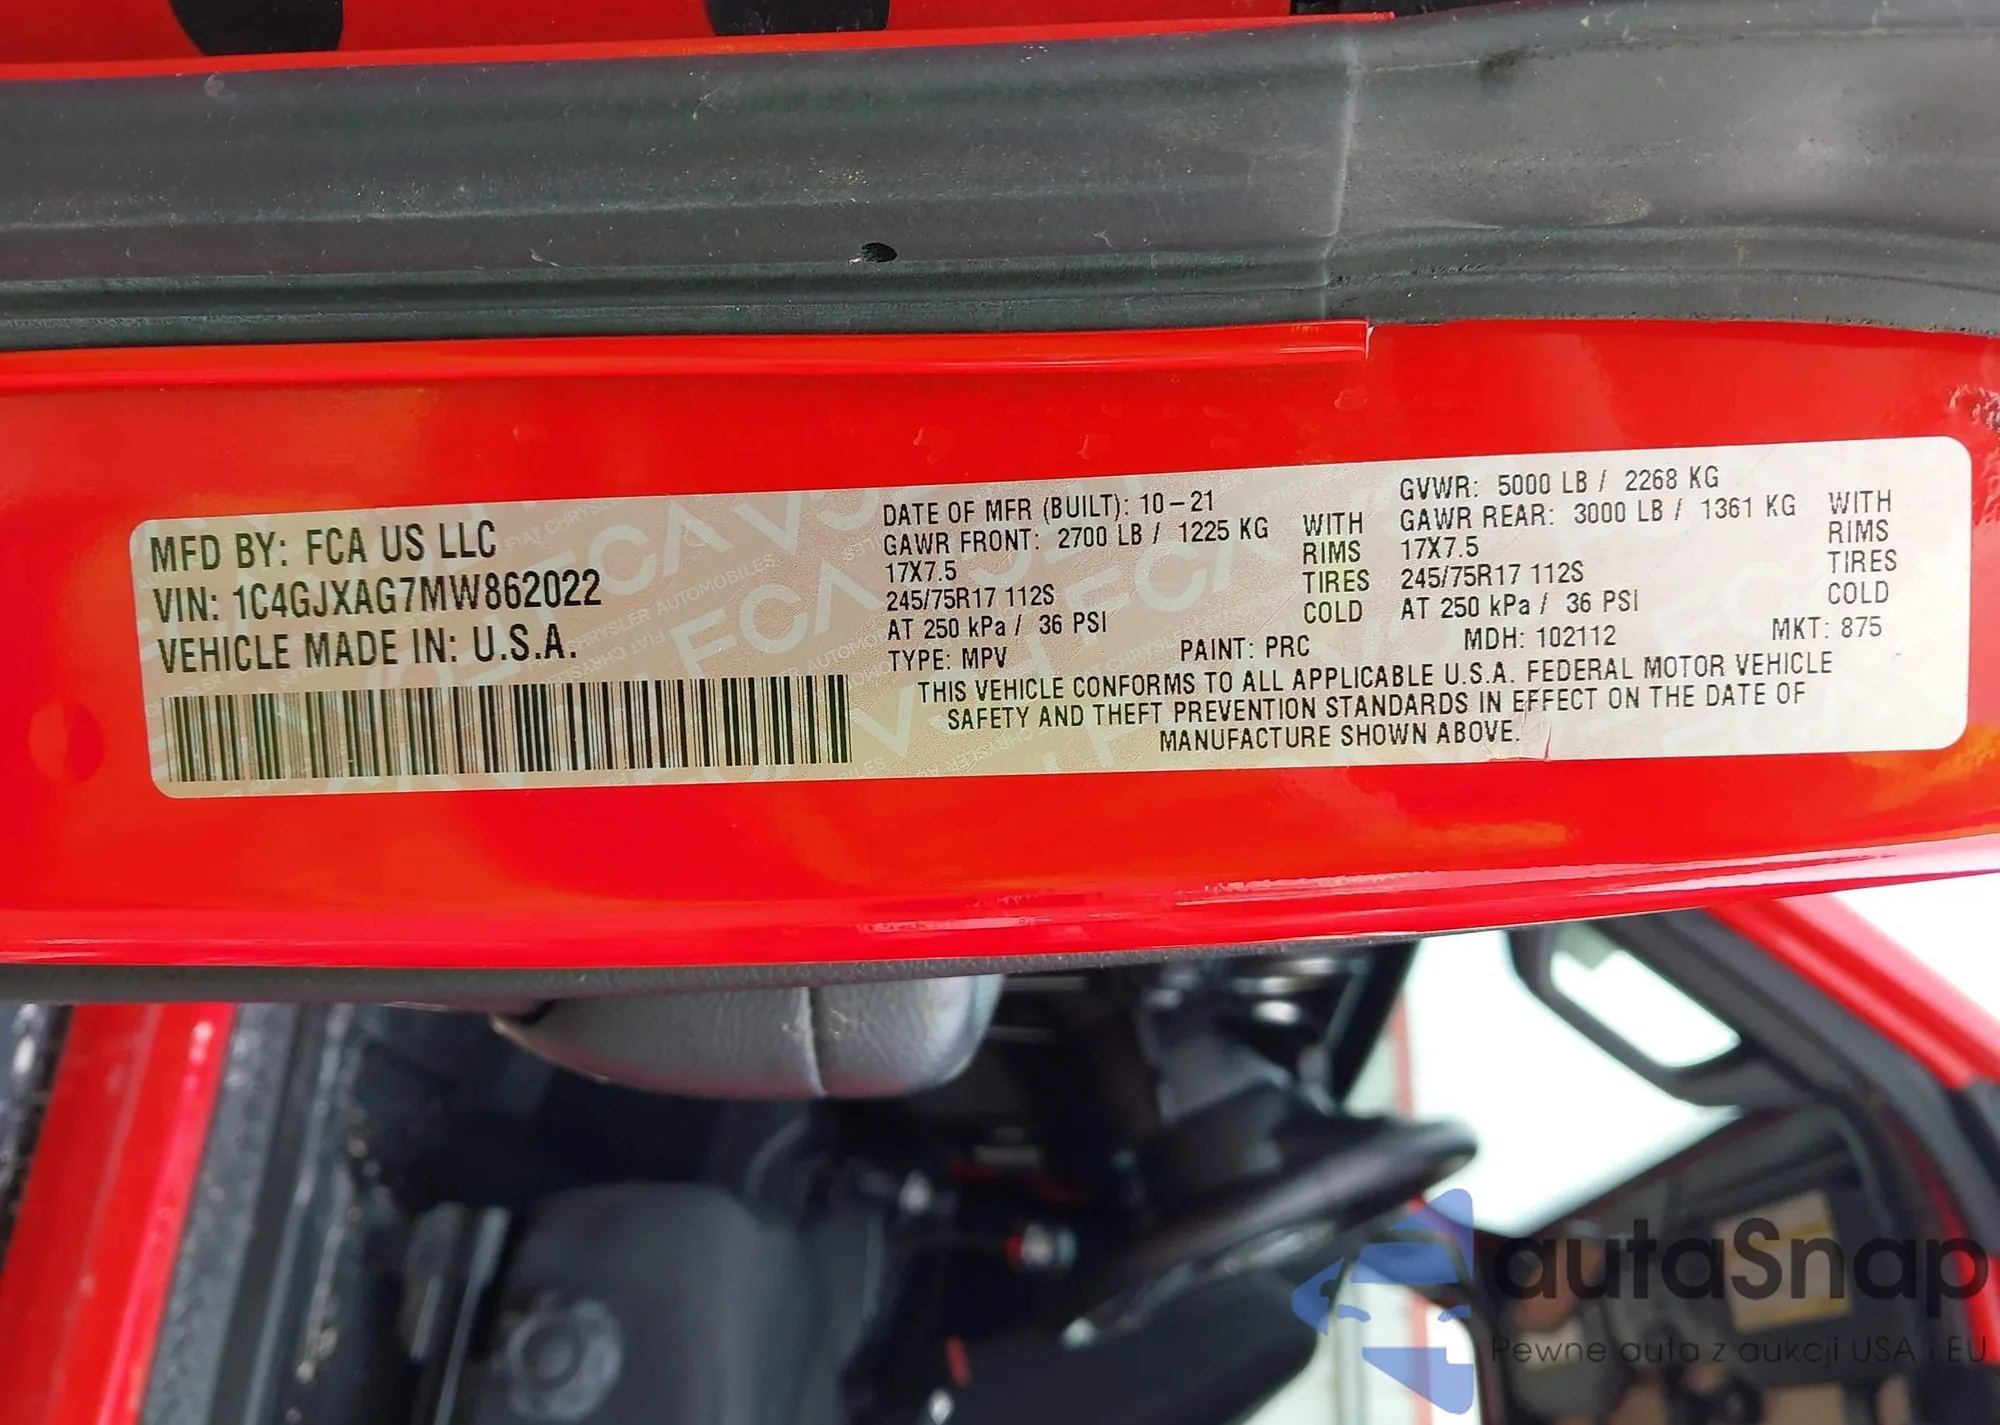 MFD BY: FCA US LLC
VIN: 1C4GJXAG7MW862022
VEHICLE MADE IN: U.S.A.
DATE OF MFR (BUILT): 10-21
GAWR FRONT: 2700 LB / 1225 KG
17X7.5
245/75R17 112S
AT 250 kPa / 36 PSI
WITH
RIMS
TIRES
COLD
GVWR: 5000 LB / 2268 KG
GAWR REAR: 3000 LB / 1361 KG
17X7.5
245/75R17 112S
AT 250 kPa / 36 PSI
WITH
RIMS
TIRES
COLD
TYPE: MPV PAINT: PRC MDH: 102112 MKT: 875
THIS VEHICLE CONFORMS TO ALL APPLICABLE U.S.A. FEDERAL MOTOR VEHICLE
SAFETY AND THEFT PREVENTION STANDARDS IN EFFECT ON THE DATE OF
MANUFACTURE SHOWN ABOVE.
autaSnap
Pewne auta z aukcji USA i EU